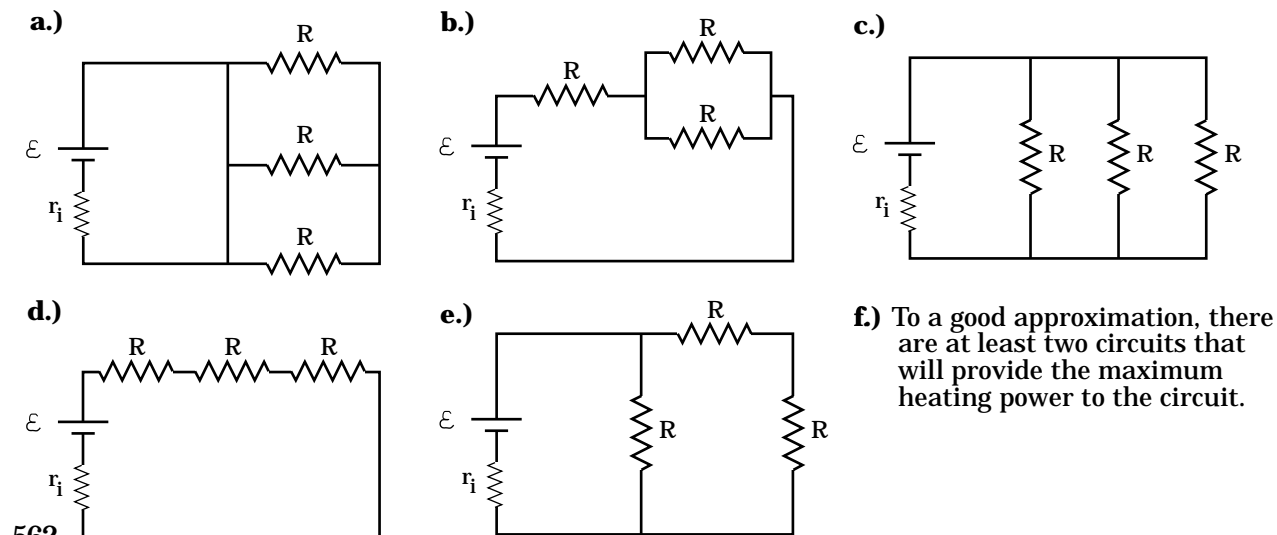 a.)
R
R
R
ℰ
ri
b.)
R
R
R
ℰ
ri
c.)
R
R
R
ℰ
ri
d.)
R
R
R
ℰ
ri
e.)
R
R
R
ℰ
ri
f.) To a good approximation, there
are at least two circuits that
will provide the maximum
heating power to the circuit.